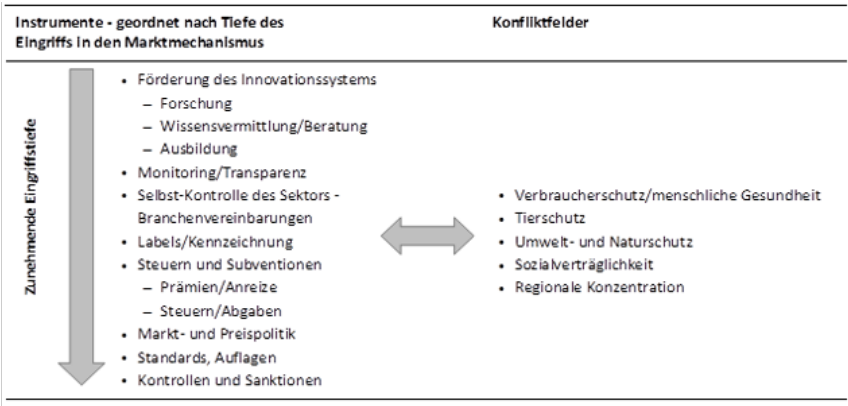 Instrumente - geordnet nach Tiefe des
Eingriffs in den Marktmechanismus
Konfliktfelder
Zunehmende Eingriffstiefe
• Förderung des Innovationssystems
– Forschung
– Wissensvermittlung/Beratung
– Ausbildung
• Monitoring/Transparenz
• Selbst-Kontrolle des Sektors -
Branchenvereinbarungen
• Labels/Kennzeichnung
• Steuern und Subventionen
– Prämien/Anreize
– Steuern/Abgaben
• Markt- und Preispolitik
• Standards, Auflagen
• Kontrollen und Sanktionen
• Verbraucherschutz/menschliche Gesundheit
• Tierschutz
• Umwelt- und Naturschutz
• Sozialverträglichkeit
• Regionale Konzentration